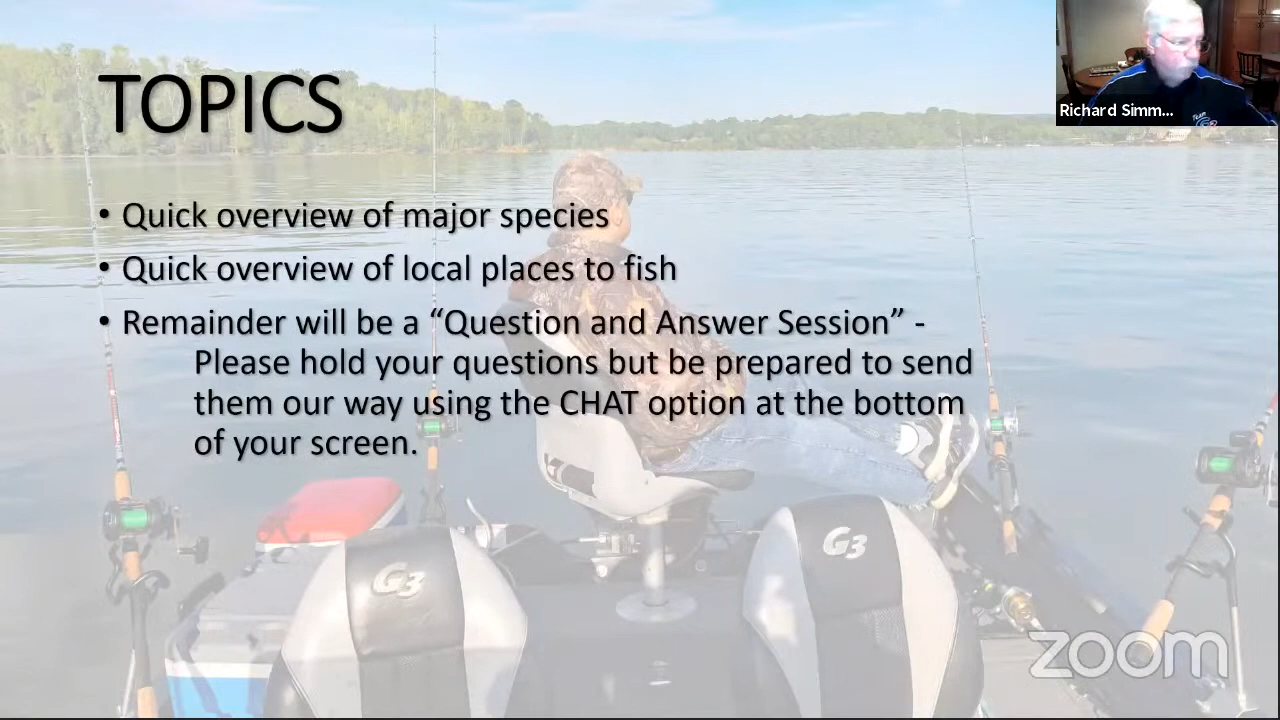 TOPICS
Richard Simm...
• Quick overview of major species
• Quick overview of local places to fish
• Remainder will be a “Question and Answer Session” -
Please hold your questions but be prepared to send
them our way using the CHAT option at the bottom
of your screen.
G3
G3
zoom